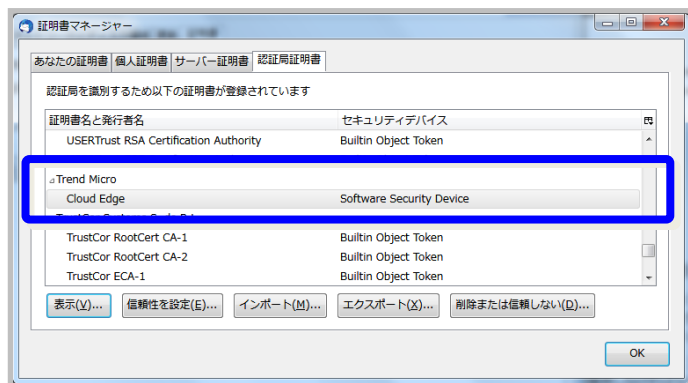 証明書マネージャー
あなたの証明書 個人証明書 サーバー証明書 認証局証明書
認証局を識別するため以下の証明書が登録されています
証明書名と発行者名 セキュリティデバイス
USERTrust RSA Certification Authority Builtin Object Token
Trend Micro
Cloud Edge Software Security Device
TrustCor RootCert CA-1 Builtin Object Token
TrustCor RootCert CA-2 Builtin Object Token
TrustCor ECA-1 Builtin Object Token
表示(V)... 信頼性を設定(E)... インポート(M)... エクスポート(X)... 削除または信頼しない(D)...
OK